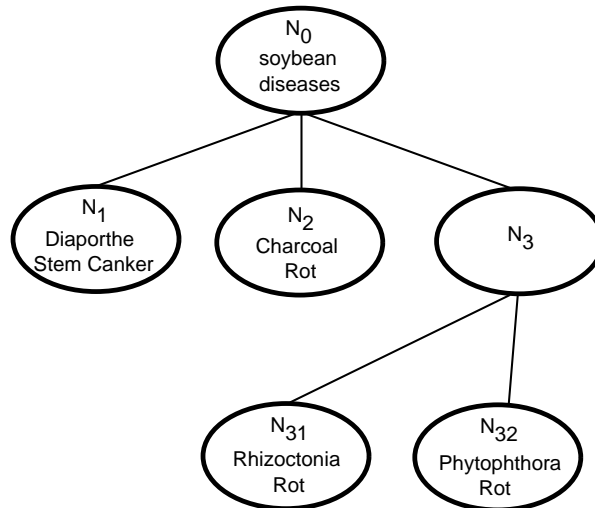 N0
soybean
diseases
N1
Diaporthe
Stem Canker
N2
Charcoal
Rot
N3
N31
Rhizoctonia
Rot
N32
Phytophthora
Rot